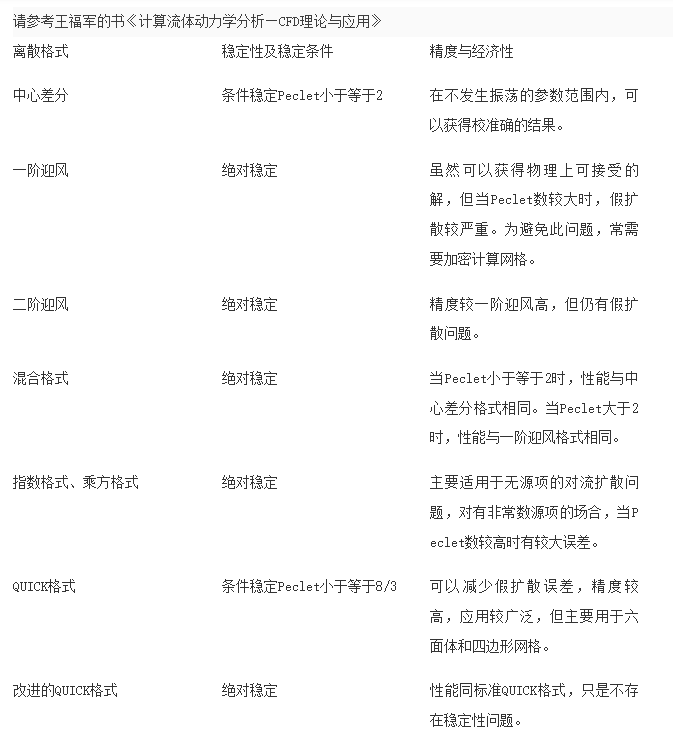 请参考王福军的书《计算流体动力学分析—CFD理论与应用》
离散格式 稳定性及稳定条件 精度与经济性
中心差分 条件稳定Peclet小于等于2 在不发生振荡的参数范围内，可
以获得校准确的结果。
一阶迎风 绝对稳定 虽然可以获得物理上可接受的
解，但当Peclet数较大时，假扩
散较严重。为避免此问题，常需
要加密计算网格。
二阶迎风 绝对稳定 精度较一阶迎风高，但仍有假扩
散问题。
混合格式 绝对稳定 当Peclet小于等于2时，性能与中
心差分格式相同。当Peclet大于2
时，性能与一阶迎风格式相同。
指数格式、乘方格式 绝对稳定 主要适用于无源项的对流扩散问
题，对有非常数源项的场合，当P
eclet数较高时有较大误差。
QUICK格式 条件稳定Peclet小于等于8/3 可以减少假扩散误差，精度较
高，应用较广泛，但主要用于六
面体和四边形网格。
改进的QUICK格式 绝对稳定 性能同标准QUICK格式，只是不存
在稳定性问题。